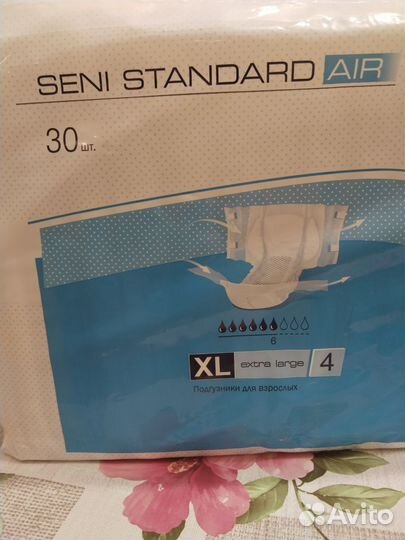 SENI STANDARD AIR
30 шт.
6
XL extra large 4
Подгузники для взрослых
Avito